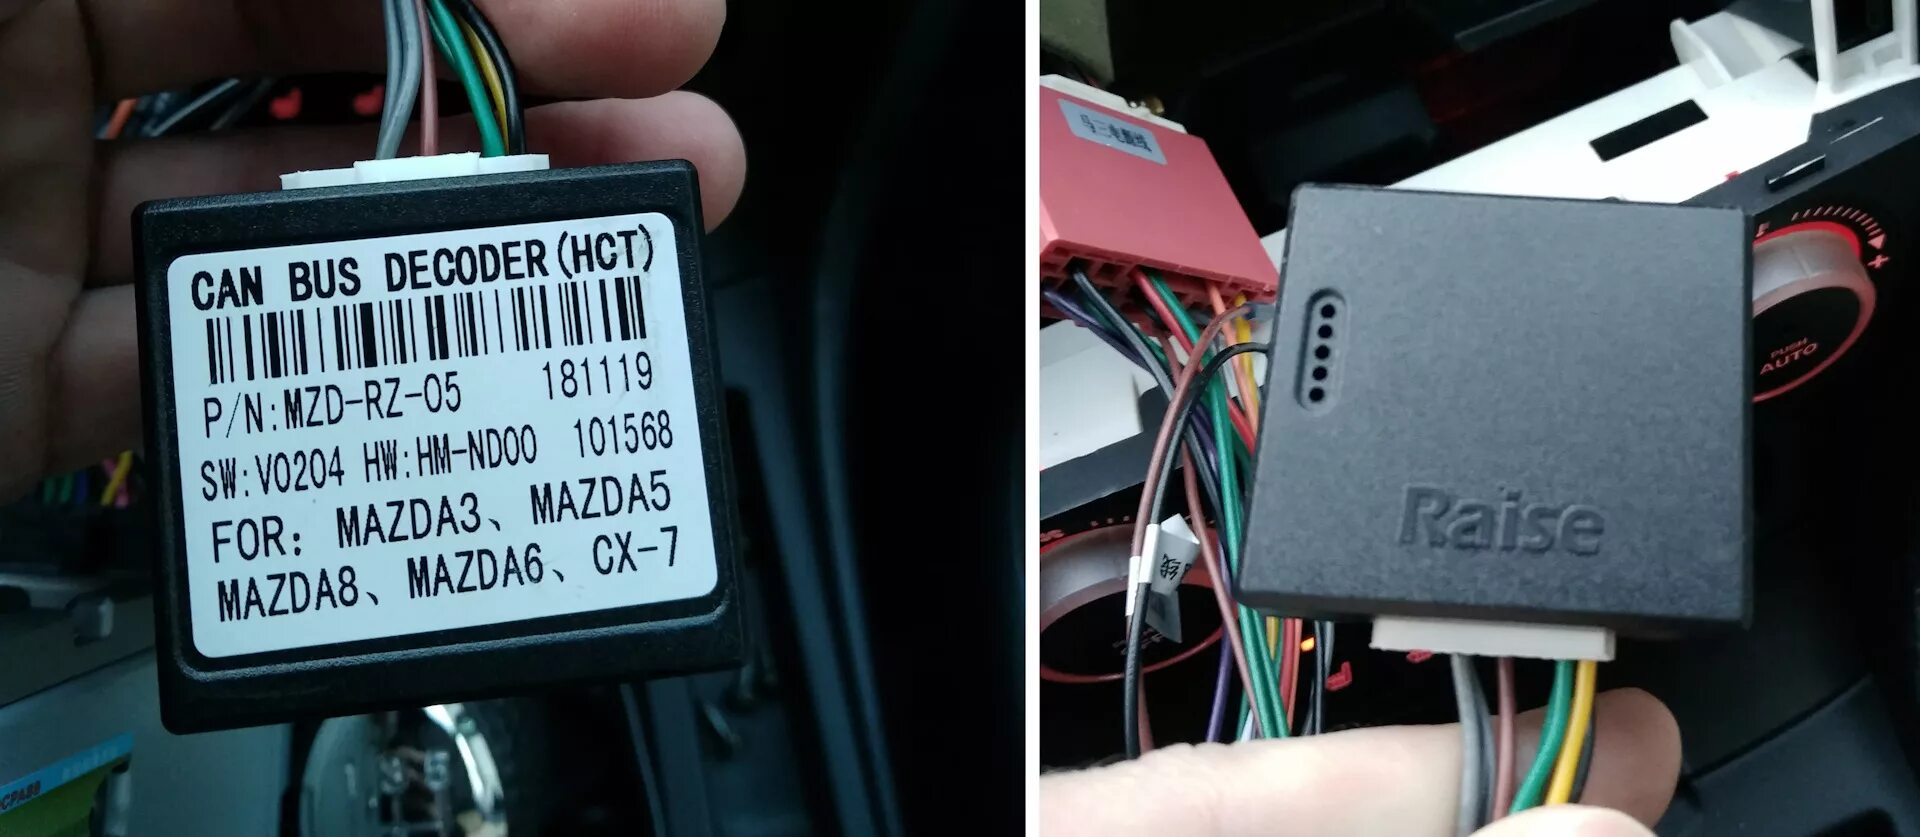 CAN BUS DECODER(HCT)
P/N:MZD-RZ-05 181119
SW:V0204 HW:HM-ND00 101568
FOR: MAZDA3、MAZDA5
MAZDA8、MAZDA6、CX-7
Raise
PUSH
AUTO